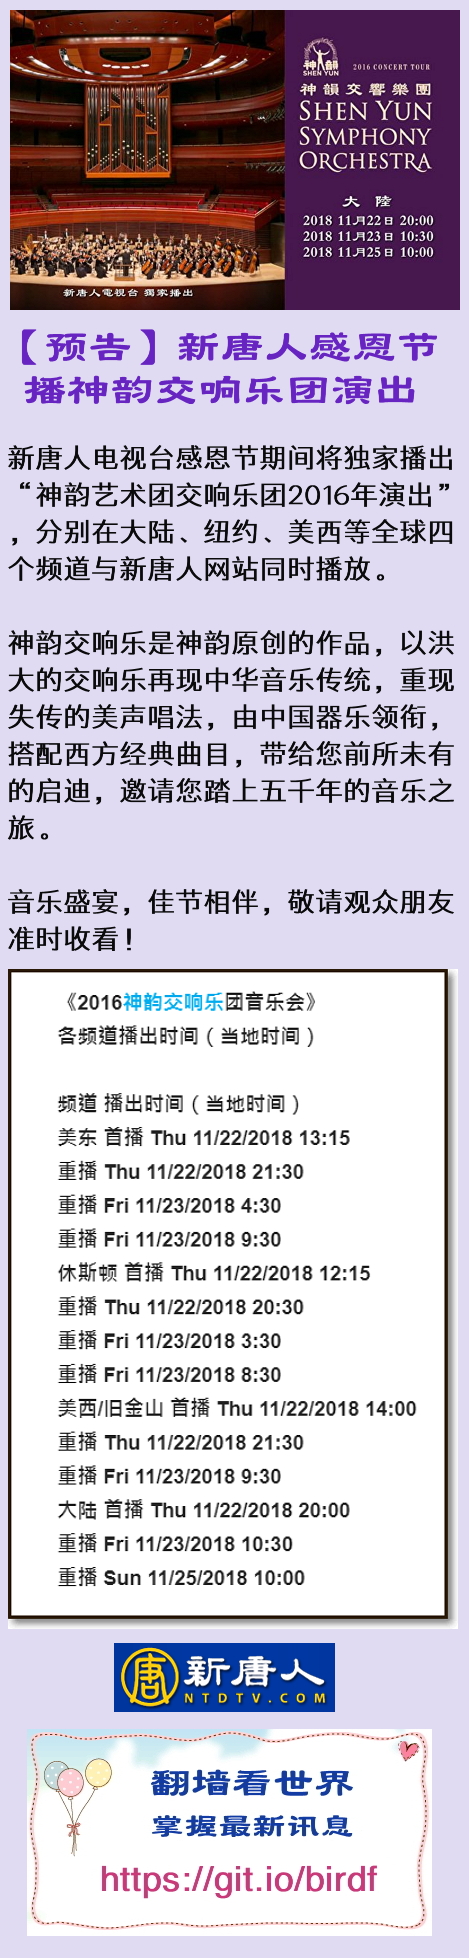 神韻
SHEN YUN
2016 CONCERT TOUR
神韻交響樂團
SHEN YUN
SYMPHONY
ORCHESTRA
大 陸
2018 11月22日 20:00
2018 11月23日 10:30
2018 11月25日 10:00
新唐人電視台 獨家播出
【预告】新唐人感恩节
播神韵交响乐团演出
新唐人电视台感恩节期间将独家播出
“神韵艺术团交响乐团2016年演出”
，分别在大陆、纽约、美西等全球四
个频道与新唐人网站同时播放。
神韵交响乐是神韵原创的作品，以洪
大的交响乐再现中华音乐传统，重现
失传的美声唱法，由中国器乐领衔，
搭配西方经典曲目，带给您前所未有
的启迪，邀请您踏上五千年的音乐之
旅。
音乐盛宴，佳节相伴，敬请观众朋友
准时收看！
《2016神韵交响乐团音乐会》
各频道播出时间（当地时间）
频道 播出时间（当地时间）
美东 首播 Thu 11/22/2018 13:15
重播 Thu 11/22/2018 21:30
重播 Fri 11/23/2018 4:30
重播 Fri 11/23/2018 9:30
休斯顿 首播 Thu 11/22/2018 12:15
重播 Thu 11/22/2018 20:30
重播 Fri 11/23/2018 3:30
重播 Fri 11/23/2018 8:30
美西/旧金山 首播 Thu 11/22/2018 14:00
重播 Thu 11/22/2018 21:30
重播 Fri 11/23/2018 9:30
大陆 首播 Thu 11/22/2018 20:00
重播 Fri 11/23/2018 10:30
重播 Sun 11/25/2018 10:00
唐 新唐人
NTDTV.COM
翻墙看世界
掌握最新讯息
https://git.io/birdf